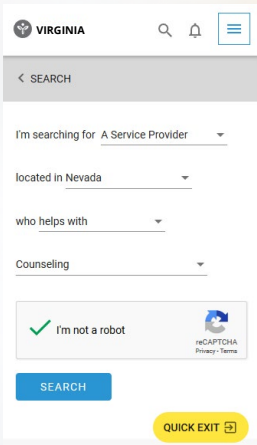 VIRGINIA
SEARCH
I'm searching for A Service Provider
located in Nevada
who helps with
Counseling
I'm not a robot
reCAPTCHA
Privacy - Terms
SEARCH
QUICK EXIT